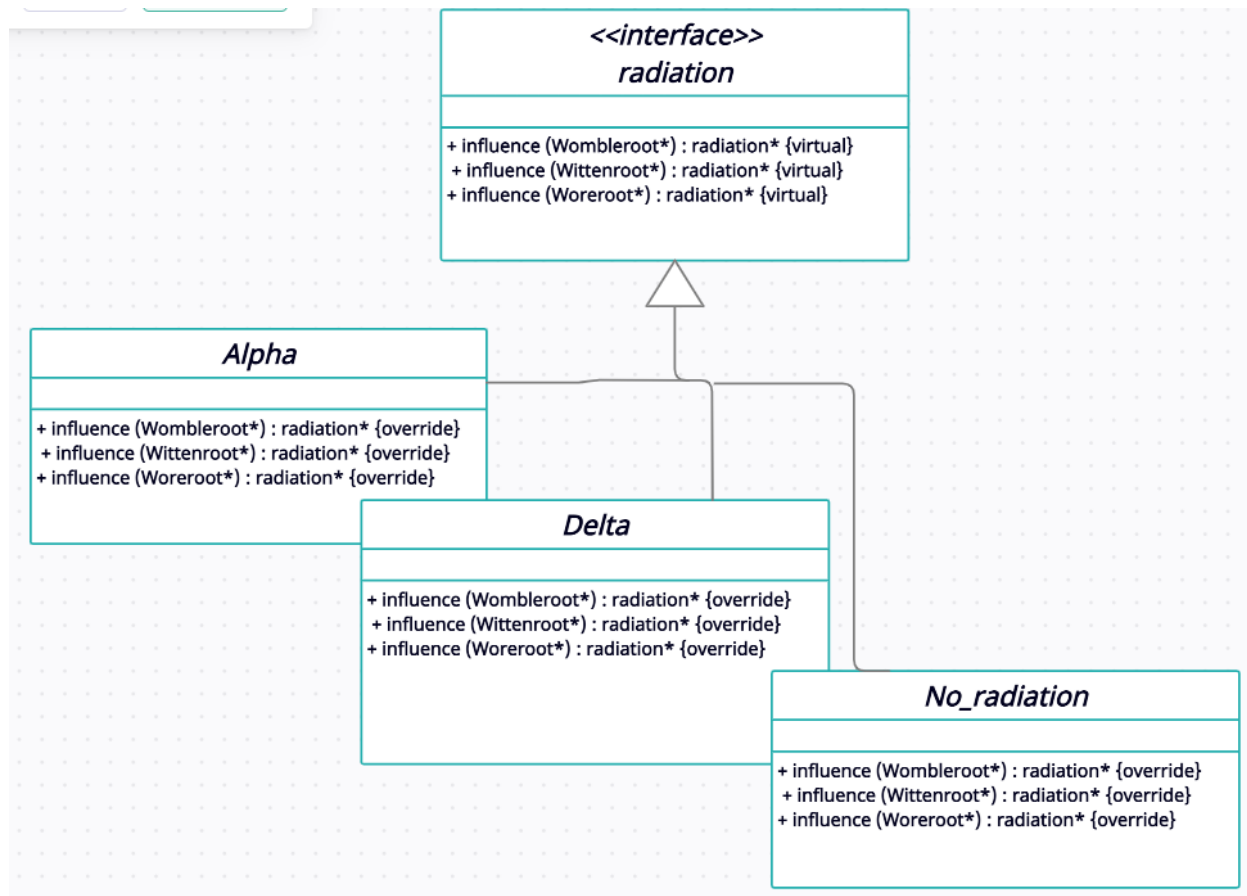 <<interface>>
radiation
+ influence (Wombleroot*) : radiation* {virtual}
+ influence (Wittenroot*) : radiation* {virtual}
+ influence (Woreroot*) : radiation* {virtual}
Alpha
+ influence (Wombleroot*) : radiation* {override}
+ influence (Wittenroot*) : radiation* {override}
+ influence (Woreroot*) : radiation* {override}
Delta
+ influence (Wombleroot*) : radiation* {override}
+ influence (Wittenroot*) : radiation* {override}
+ influence (Woreroot*) : radiation* {override}
No_radiation
+ influence (Wombleroot*) : radiation* {override}
+ influence (Wittenroot*) : radiation* {override}
+ influence (Woreroot*) : radiation* {override}